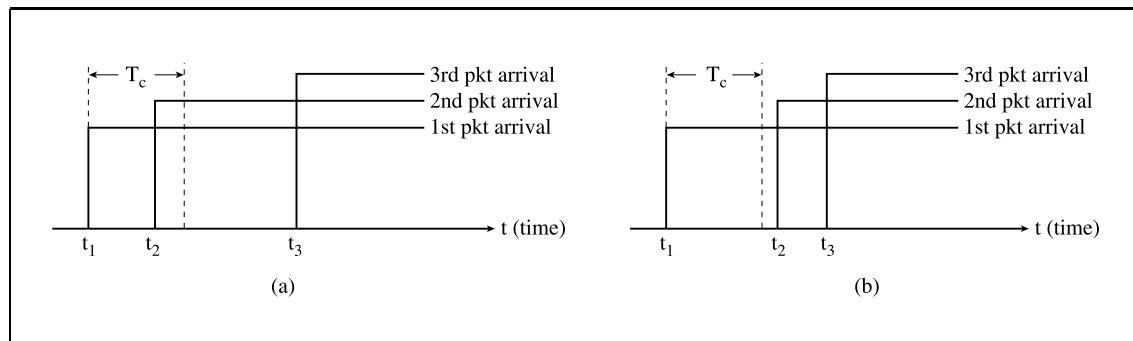 T_c
3rd pkt arrival
2nd pkt arrival
1st pkt arrival
t_1
t_2
t_3
t (time)
(a)
T_c
3rd pkt arrival
2nd pkt arrival
1st pkt arrival
t_1
t_2
t_3
t (time)
(b)